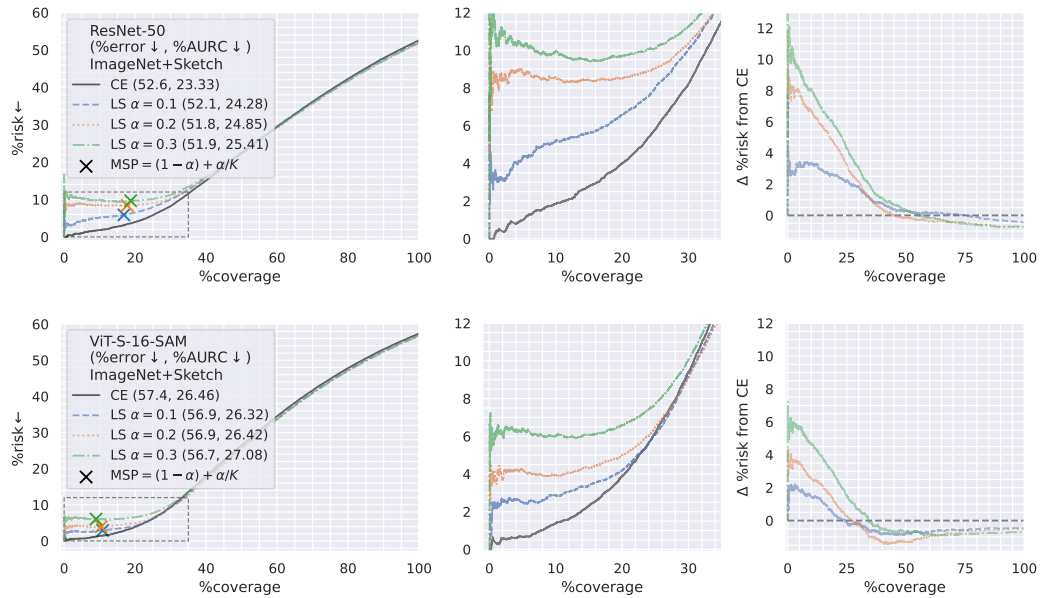 ResNet-50
(%error↓, %AURC↓)
ImageNet+Sketch
CE (52.6, 23.33)
LS α = 0.1 (52.1, 24.28)
LS α = 0.2 (51.8, 24.85)
LS α = 0.3 (51.9, 25.41)
MSP = (1 − α) + α/K
%risk←
60
50
40
30
20
10
0
0 20 40 60 80 100
%coverage
12
10
8
6
4
2
0
0 10 20 30
%coverage
Δ %risk from CE
12
10
8
6
4
2
0
0 25 50 75 100
%coverage
ViT-S-16-SAM
(%error↓, %AURC↓)
ImageNet+Sketch
CE (57.4, 26.46)
LS α = 0.1 (56.9, 26.32)
LS α = 0.2 (56.9, 26.42)
LS α = 0.3 (56.7, 27.08)
MSP = (1 − α) + α/K
%risk←
60
50
40
30
20
10
0
0 20 40 60 80 100
%coverage
12
10
8
6
4
2
0
0 10 20 30
%coverage
Δ %risk from CE
12
10
8
6
4
2
0
0 25 50 75 100
%coverage